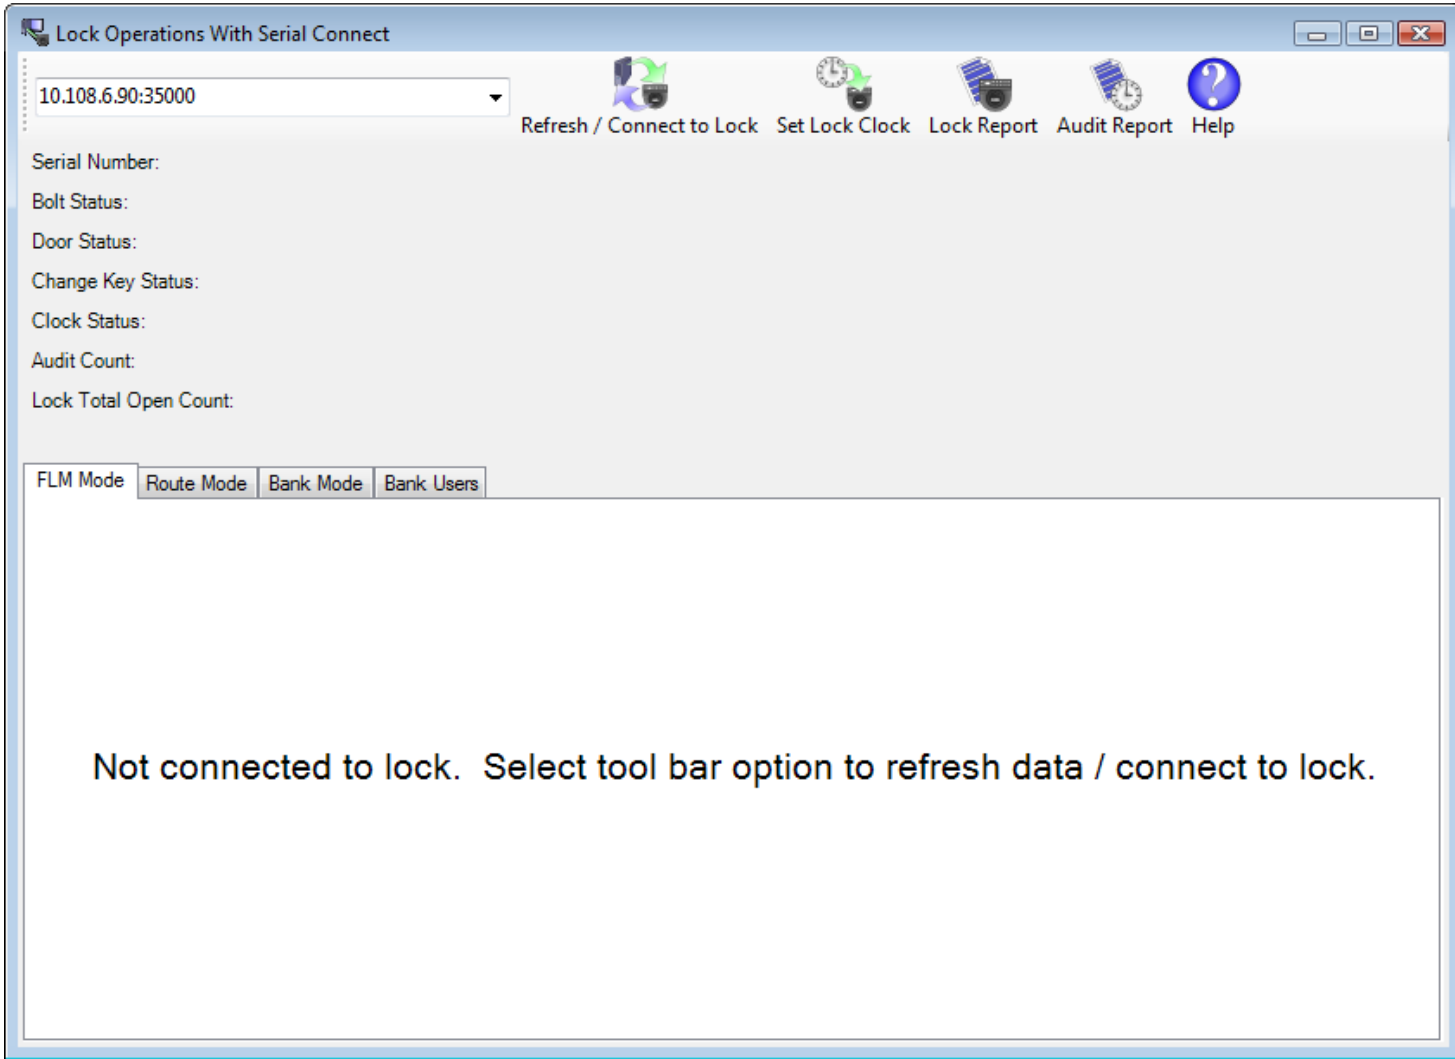 Lock Operations With Serial Connect
10.108.6.90:35000
Refresh / Connect to Lock Set Lock Clock Lock Report Audit Report Help
Serial Number:
Bolt Status:
Door Status:
Change Key Status:
Clock Status:
Audit Count:
Lock Total Open Count:
FLM Mode Route Mode Bank Mode Bank Users
Not connected to lock.  Select tool bar option to refresh data / connect to lock.